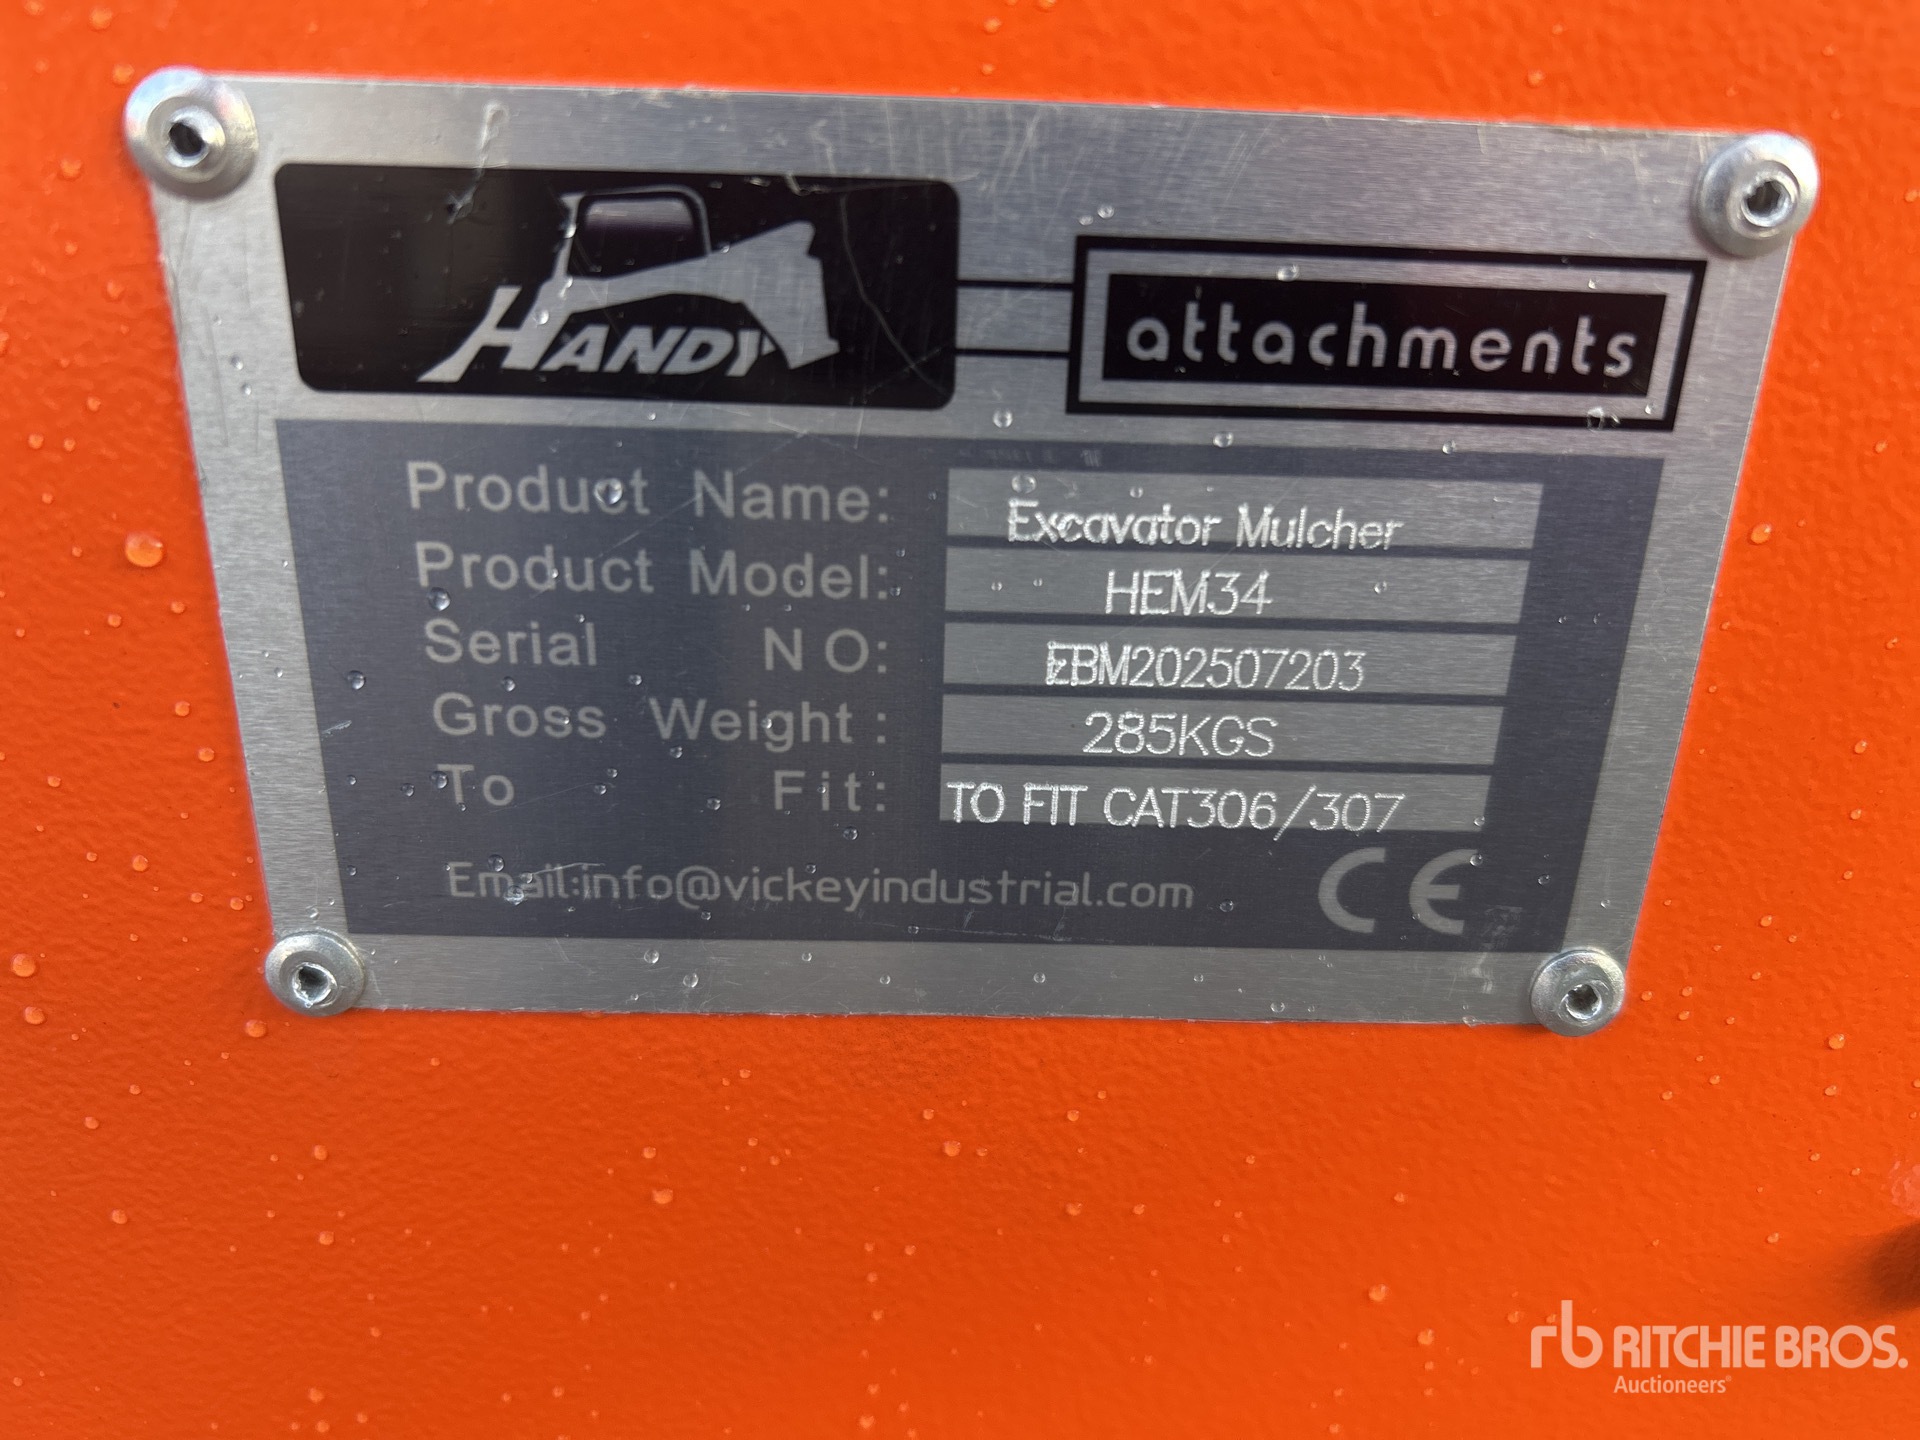 HANDY
attachments
Product Name: Excavator Mulcher
Product Model: HEM34
Serial NO: EBM202507203
Gross Weight: 285KGS
To Fit: TO FIT CAT306/307
Email:info@vickeyindustrial.com CE
rb RITCHIE BROS.
Auctioneers